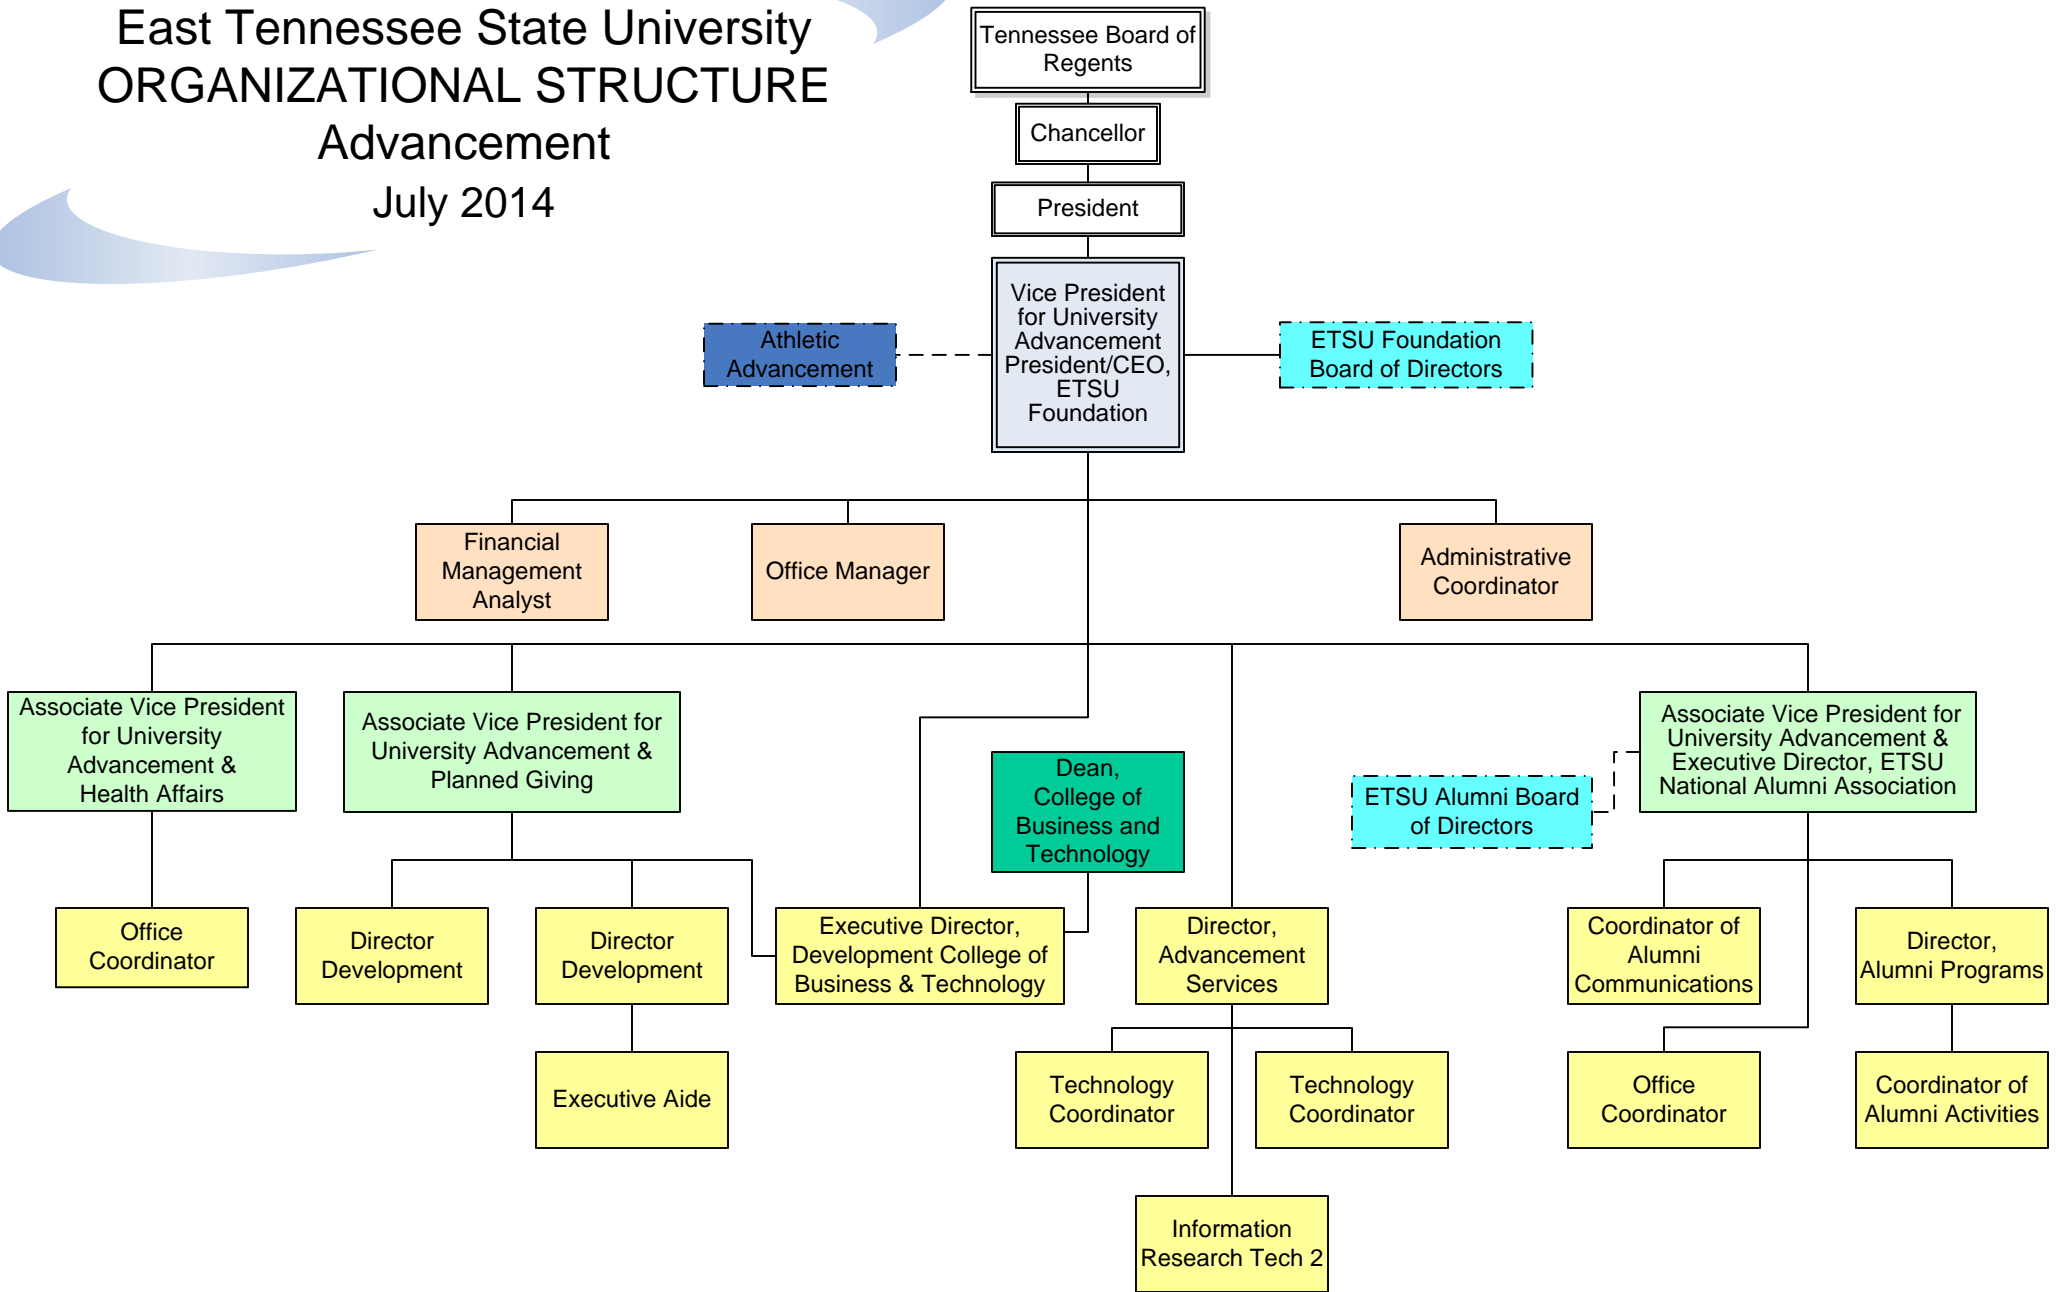 East Tennessee State University
ORGANIZATIONAL STRUCTURE
Advancement
July 2014
Tennessee Board of
Regents
Chancellor
President
Vice President
for University
Advancement
President/CEO,
ETSU
Foundation
Athletic
Advancement
ETSU Foundation
Board of Directors
Financial
Management
Analyst
Office Manager
Administrative
Coordinator
Associate Vice President
for University
Advancement &
Health Affairs
Associate Vice President for
University Advancement &
Planned Giving
Dean,
College of
Business and
Technology
ETSU Alumni Board
of Directors
Associate Vice President for
University Advancement &
Executive Director, ETSU
National Alumni Association
Office
Coordinator
Director
Development
Director
Development
Executive Director,
Development College of
Business & Technology
Director,
Advancement
Services
Coordinator of
Alumni
Communications
Director,
Alumni Programs
Executive Aide
Technology
Coordinator
Technology
Coordinator
Office
Coordinator
Coordinator of
Alumni Activities
Information
Research Tech 2